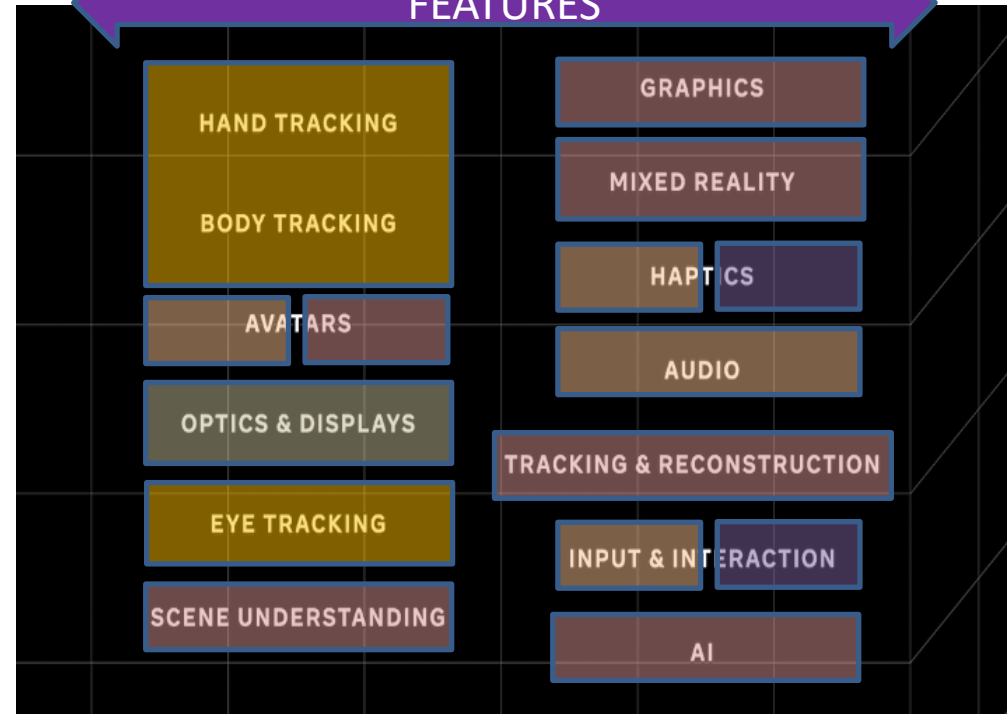 FEATURES
HAND TRACKING
BODY TRACKING
AVATARS
OPTICS & DISPLAYS
EYE TRACKING
SCENE UNDERSTANDING
GRAPHICS
MIXED REALITY
HAPTICS
AUDIO
TRACKING & RECONSTRUCTION
INPUT & INTERACTION
AI